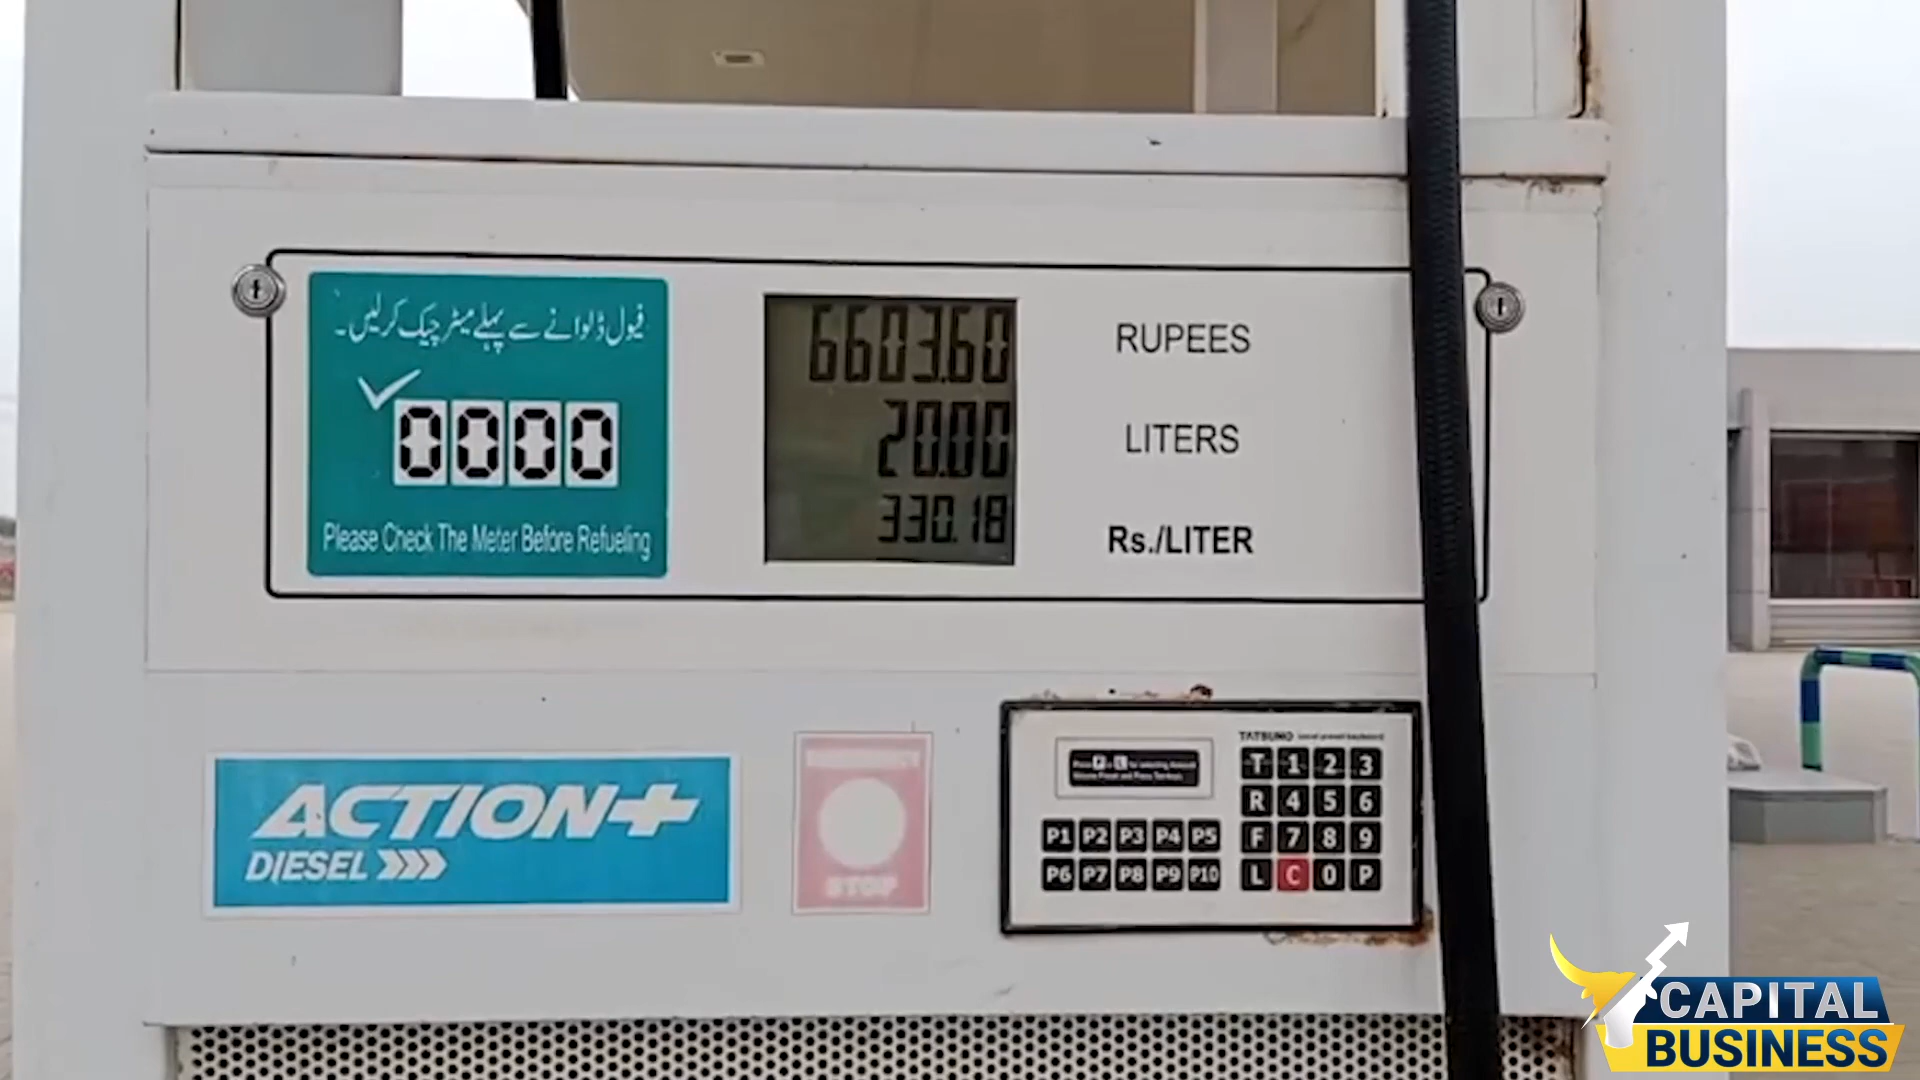 فیول ڈلوانے سے پہلے میٹر چیک کرلیں۔
0000
Please Check The Meter Before Refueling
6603.60 RUPEES
20.00 LITERS
330.18 Rs./LITER
ACTION+
DIESEL
EMERGENCY
STOP
TATSUNO
T 1 2 3
R 4 5 6
P1 P2 P3 P4 P5 F 7 8 9
P6 P7 P8 P9 P10 L C 0 P
CAPITAL
BUSINESS